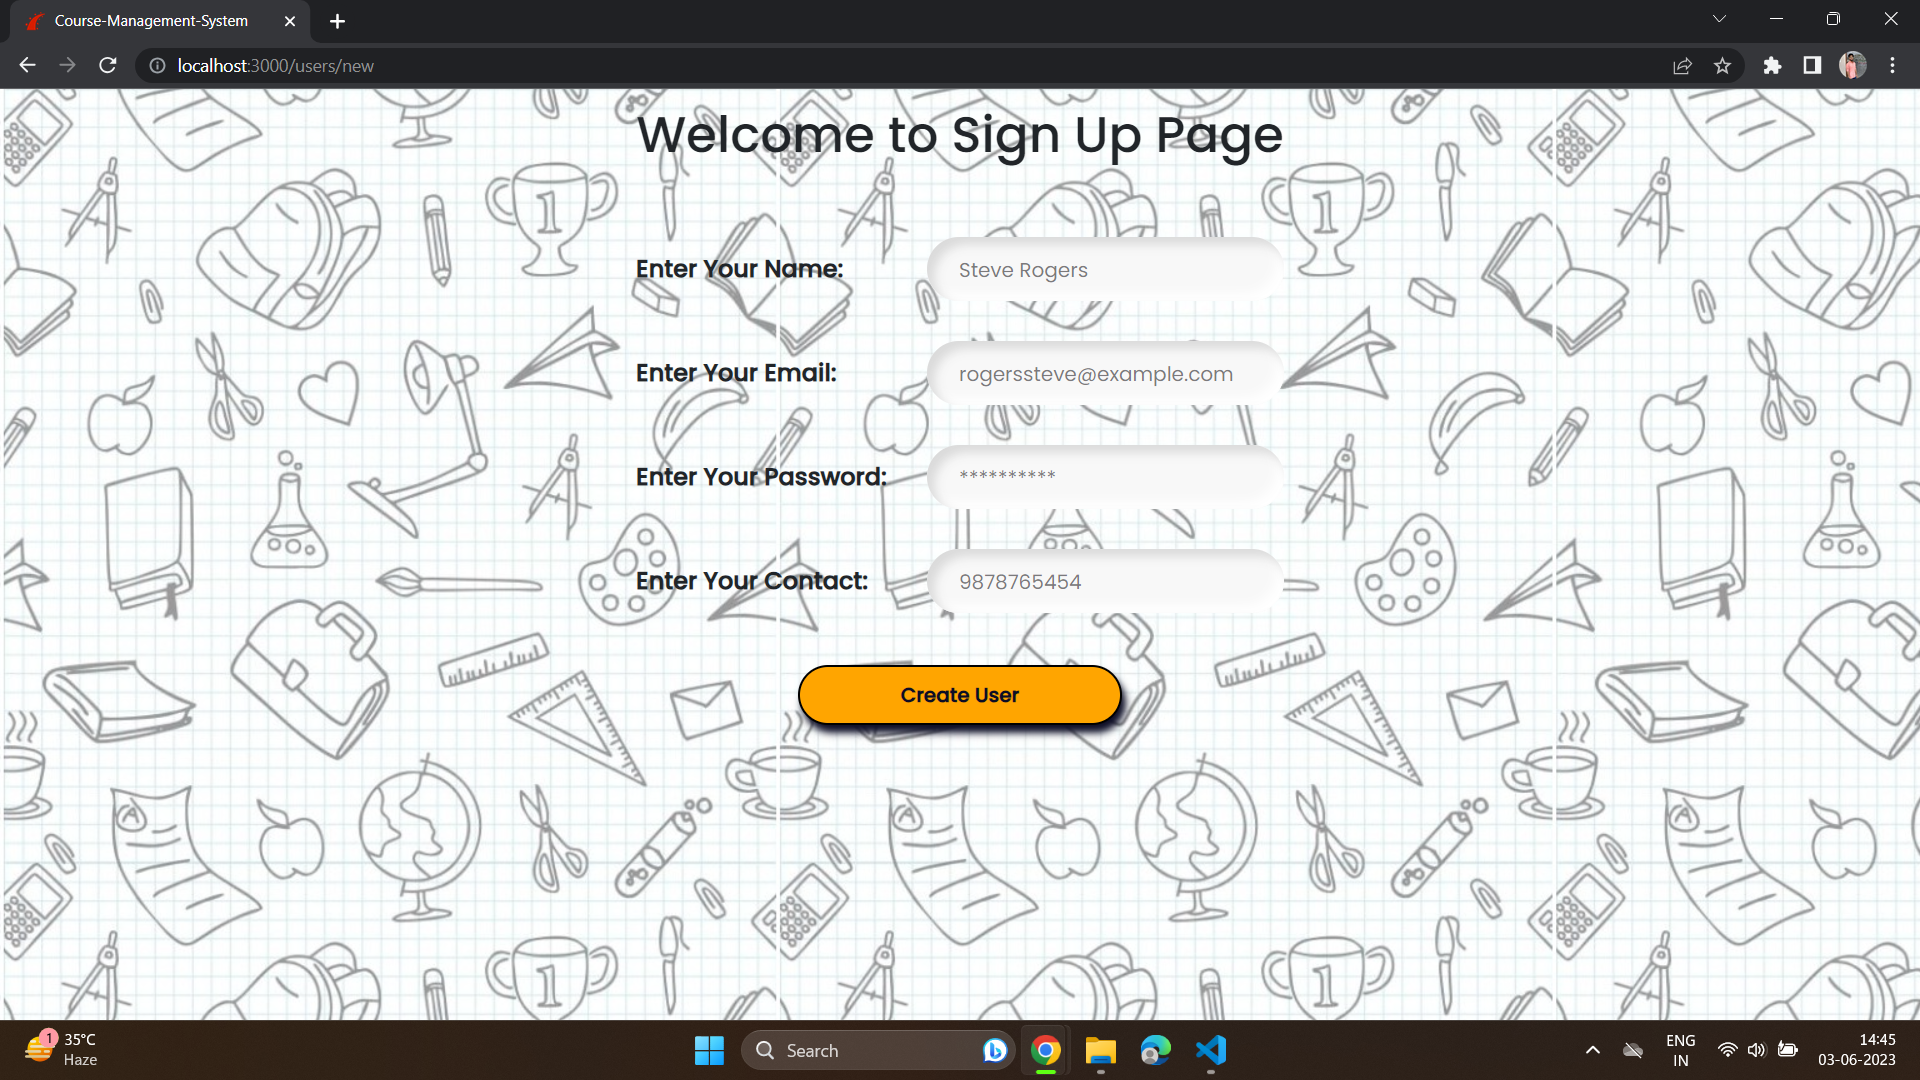 Course-Management-System
localhost:3000/users/new
Welcome to Sign Up Page
Enter Your Name:
Steve Rogers
Enter Your Email:
rogerssteve@example.com
Enter Your Password:
**********
Enter Your Contact:
9878765454
Create User
1
35°C
Haze
Search
ENG
IN
14:45
03-06-2023